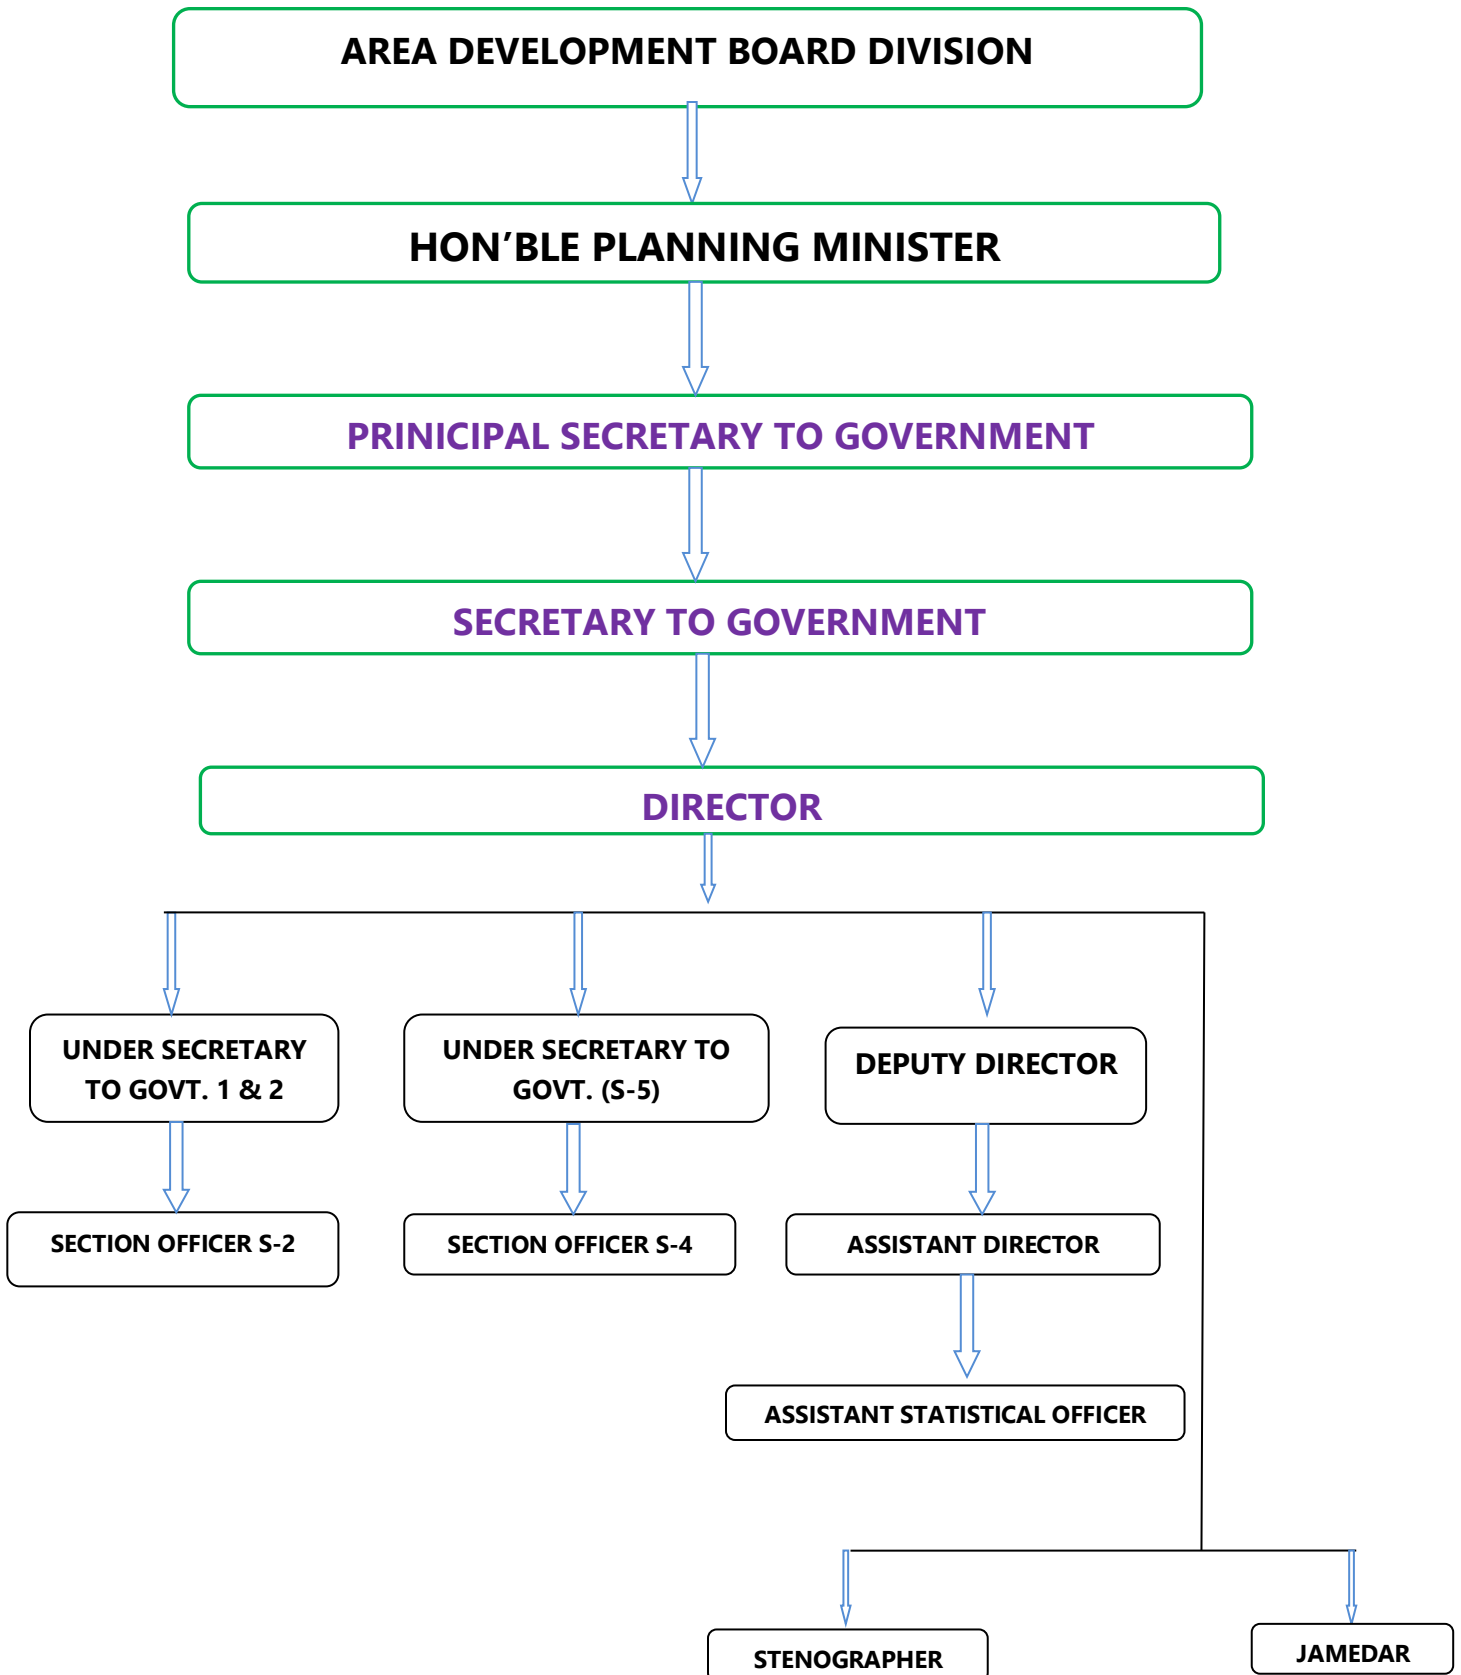 AREA DEVELOPMENT BOARD DIVISION
HON’BLE PLANNING MINISTER
PRINICIPAL SECRETARY TO GOVERNMENT
SECRETARY TO GOVERNMENT
DIRECTOR
UNDER SECRETARY
TO GOVT. 1 & 2
UNDER SECRETARY TO
GOVT. (S-5)
DEPUTY DIRECTOR
SECTION OFFICER S-2
SECTION OFFICER S-4
ASSISTANT DIRECTOR
ASSISTANT STATISTICAL OFFICER
STENOGRAPHER
JAMEDAR